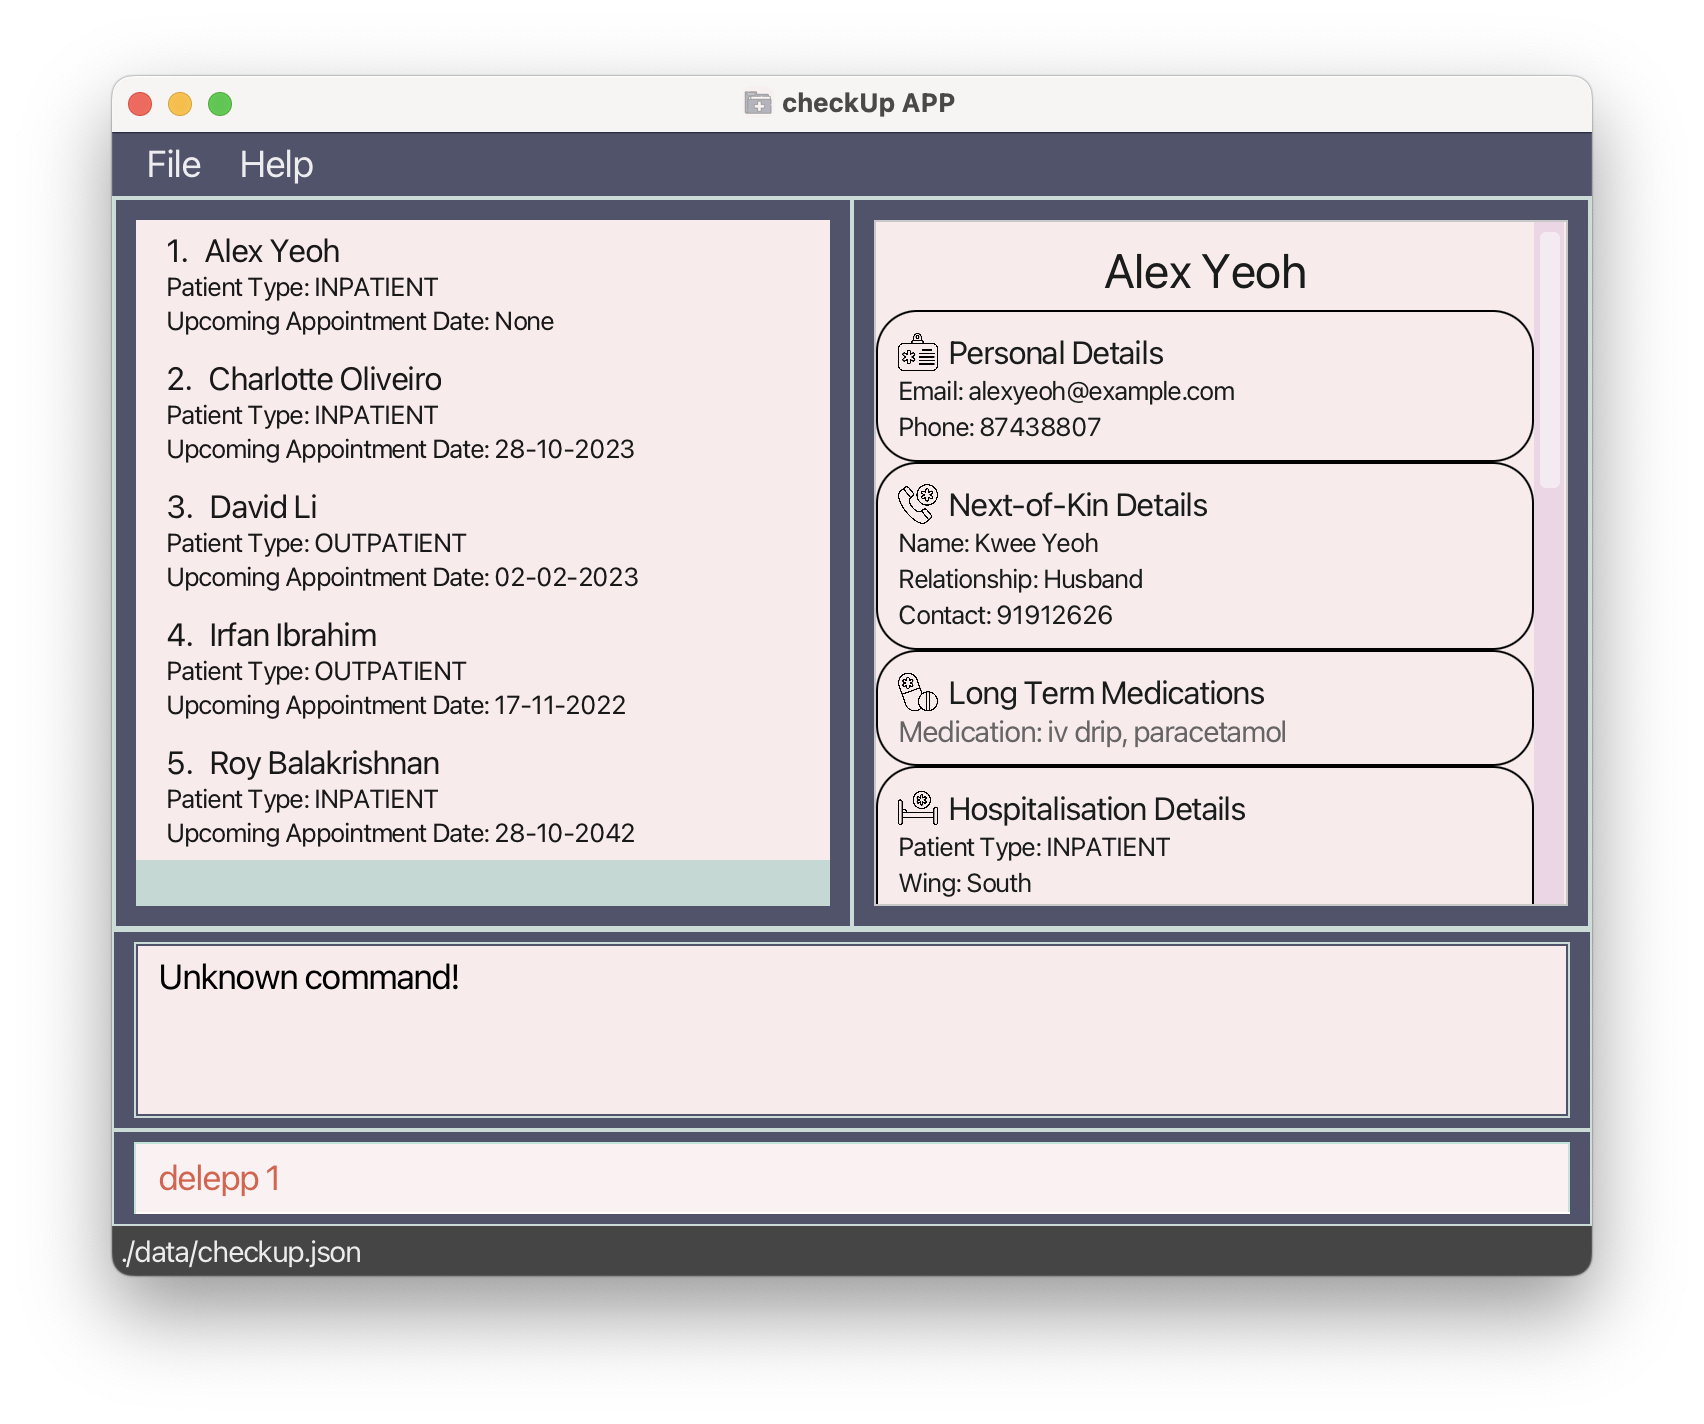 checkUp APP
File Help
1. Alex Yeoh
Patient Type: INPATIENT
Upcoming Appointment Date: None
2. Charlotte Oliveiro
Patient Type: INPATIENT
Upcoming Appointment Date: 28-10-2023
3. David Li
Patient Type: OUTPATIENT
Upcoming Appointment Date: 02-02-2023
4. Irfan Ibrahim
Patient Type: OUTPATIENT
Upcoming Appointment Date: 17-11-2022
5. Roy Balakrishnan
Patient Type: INPATIENT
Upcoming Appointment Date: 28-10-2042
Alex Yeoh
Personal Details
Email: alexyeoh@example.com
Phone: 87438807
Next-of-Kin Details
Name: Kwee Yeoh
Relationship: Husband
Contact: 91912626
Long Term Medications
Medication: iv drip, paracetamol
Hospitalisation Details
Patient Type: INPATIENT
Wing: South
Unknown command!
delepp 1
./data/checkup.json